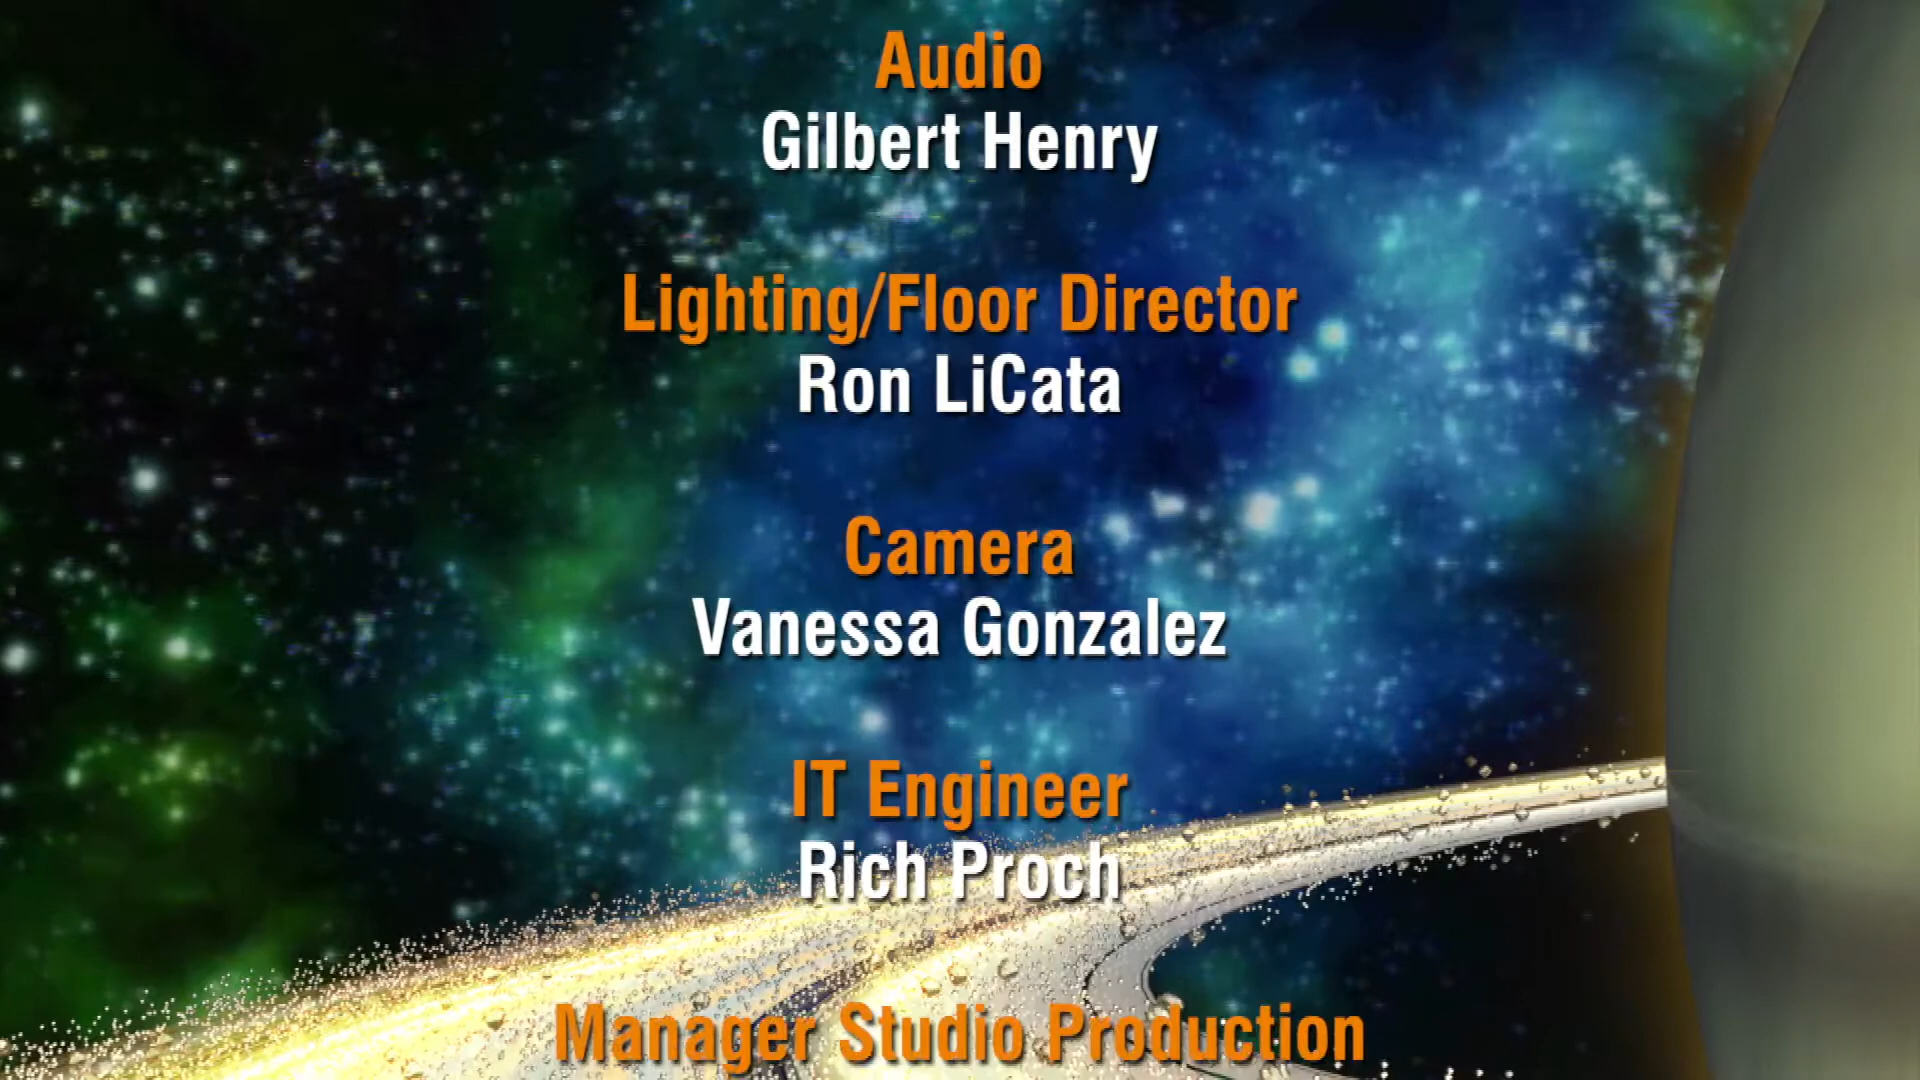 Audio
Gilbert Henry
Lighting/Floor Director
Ron LiCata
Camera
Vanessa Gonzalez
IT Engineer
Rich Proch
Manager Studio Production